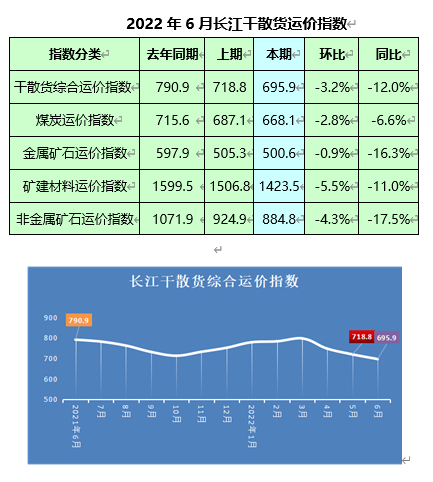 2022 年 6 月长江干散货运价指数
指数分类 去年同期 上期 本期 环比 同比
干散货综合运价指数 790.9 718.8 695.9 -3.2% -12.0%
煤炭运价指数 715.6 687.1 668.1 -2.8% -6.6%
金属矿石运价指数 597.9 505.3 500.6 -0.9% -16.3%
矿建材料运价指数 1599.5 1506.8 1423.5 -5.5% -11.0%
非金属矿石运价指数 1071.9 924.9 884.8 -4.3% -17.5%
长江干散货综合运价指数
900
800
700
600
500
790.9
718.8
695.9
2021年6月
7月
8月
9月
10月
11月
12月
2022年1月
2月
3月
4月
5月
6月